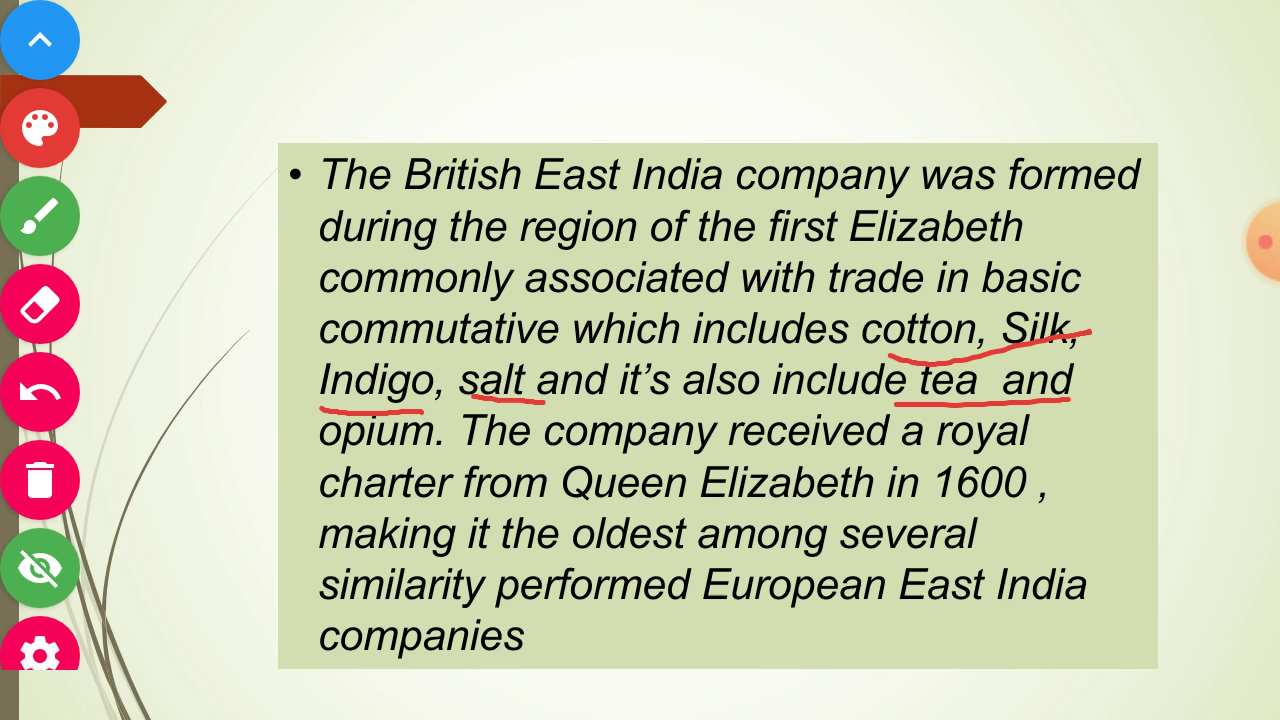 • The British East India company was formed
during the region of the first Elizabeth
commonly associated with trade in basic
commutative which includes cotton, Silk,
Indigo, salt and it's also include tea and
opium. The company received a royal
charter from Queen Elizabeth in 1600 ,
making it the oldest among several
similarity performed European East India
companies